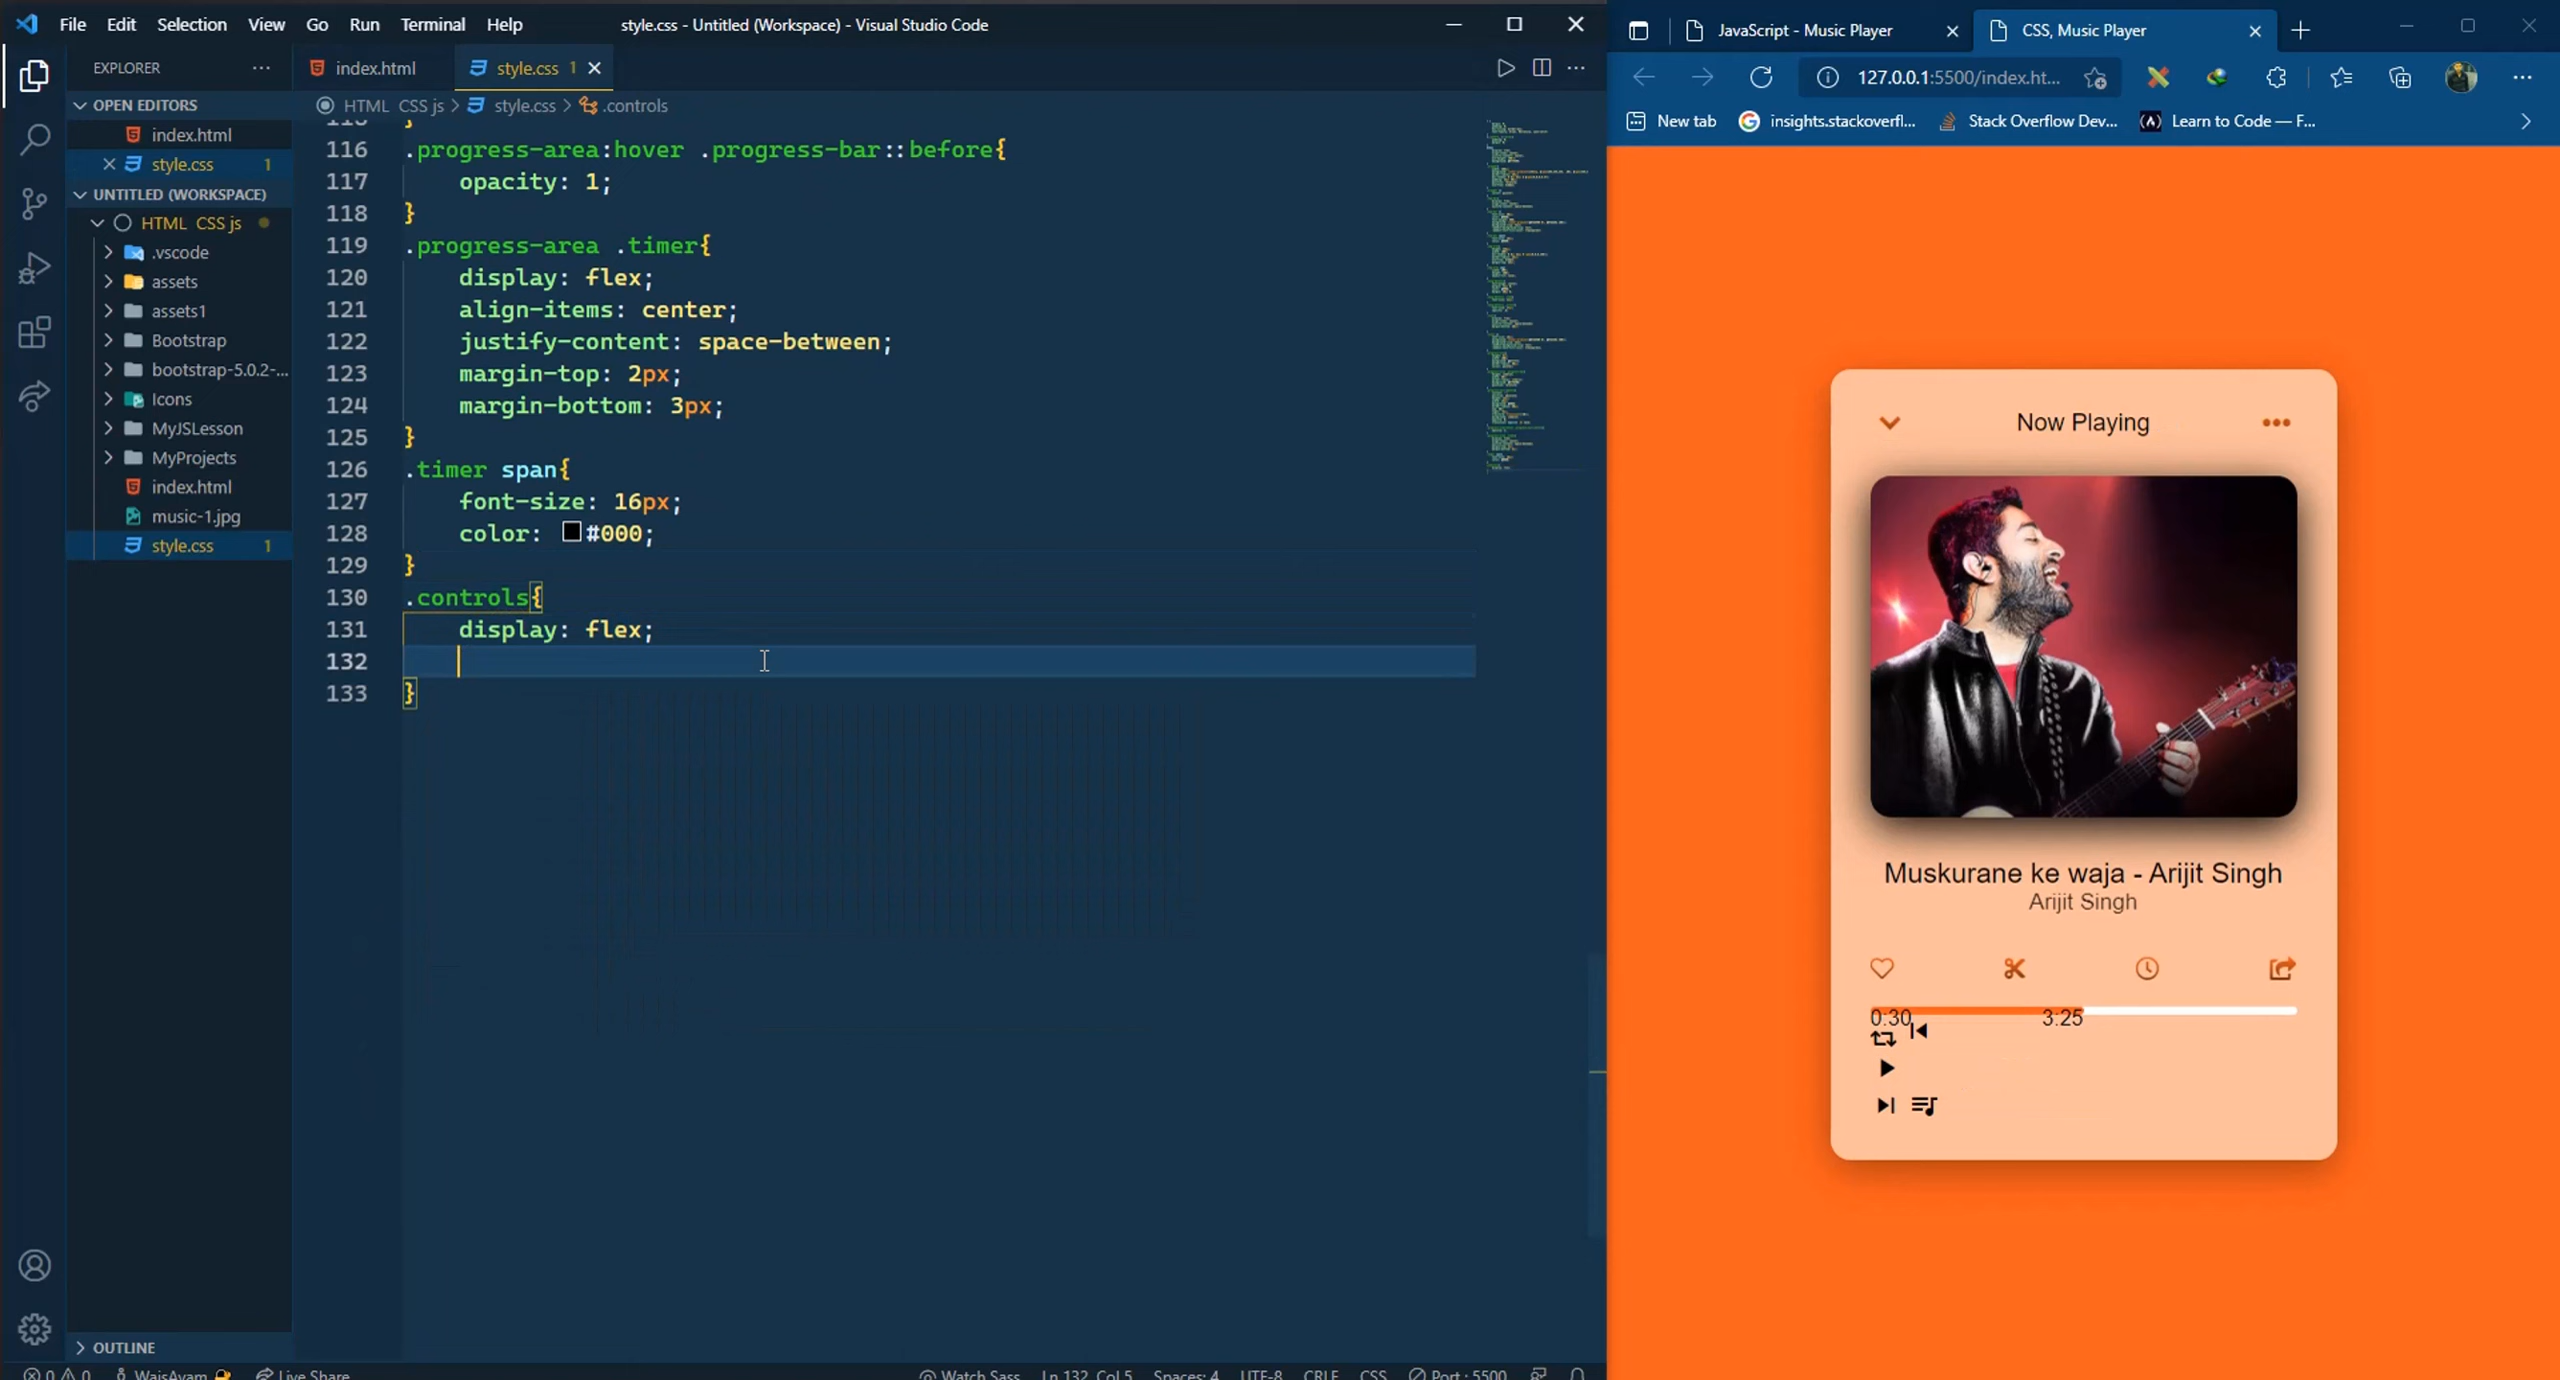 File Edit Selection View Go Run Terminal Help
style.css - Untitled (Workspace) - Visual Studio Code
EXPLORER
OPEN EDITORS
index.html
style.css 1
UNTITLED (WORKSPACE)
HTML CSS js
.vscode
assets
assets1
Bootstrap
bootstrap-5.0.2-...
Icons
MyJSLesson
MyProjects
index.html
music-1.jpg
style.css 1
OUTLINE
index.html
style.css 1
HTML CSS js > style.css > .controls
116 .progress-area:hover .progress-bar::before{
117 opacity: 1;
118 }
119 .progress-area .timer{
120 display: flex;
121 align-items: center;
122 justify-content: space-between;
123 margin-top: 2px;
124 margin-bottom: 3px;
125 }
126 .timer span{
127 font-size: 16px;
128 color: #000;
129 }
130 .controls{
131 display: flex;
132
133 }
0 0 WaisAyam Live Share
Watch Sass Ln 132, Col 5 Spaces: 4 UTF-8 CRLF CSS Port : 5500
JavaScript - Music Player
CSS, Music Player
127.0.0.1:5500/index.ht...
New tab
insights.stackoverfl...
Stack Overflow Dev...
(A) Learn to Code — F...
Now Playing
Muskurane ke waja - Arijit Singh
Arijit Singh
0:30 3:25